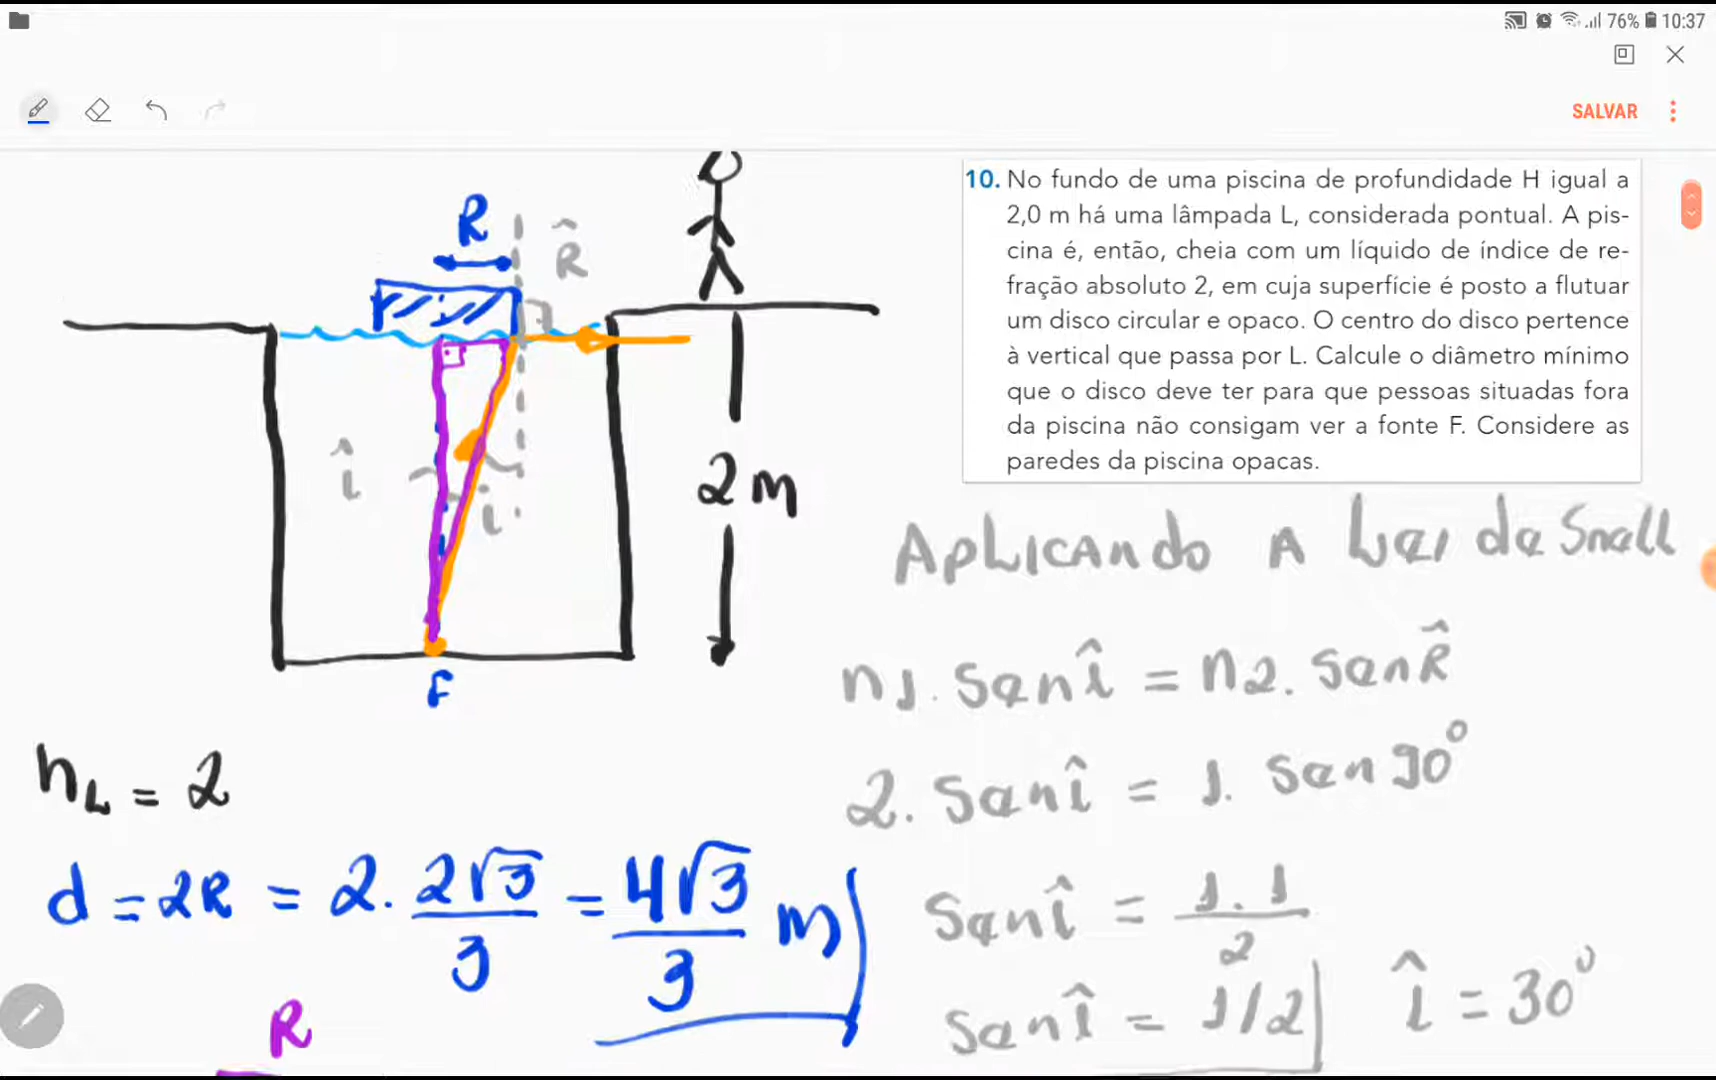 76% 10:37
SALVAR
10. No fundo de uma piscina de profundidade H igual a
2,0 m há uma lâmpada L, considerada pontual. A pis-
cina é, então, cheia com um líquido de índice de re-
fração absoluto 2, em cuja superfície é posto a flutuar
um disco circular e opaco. O centro do disco pertence
à vertical que passa por L. Calcule o diâmetro mínimo
que o disco deve ter para que pessoas situadas fora
da piscina não consigam ver a fonte F. Considere as
paredes da piscina opacas.
R
R̂
î
i
2 m
F
APLICANDO A Lei de Snell
n1. sen î = n2. sen R̂
2. sen î = 1. sen 90°
sen î = 1.1/2
sen î = 1/2 î = 30°
nL = 2
d = 2R = 2. 2√3/3 = 4√3/3 m
R